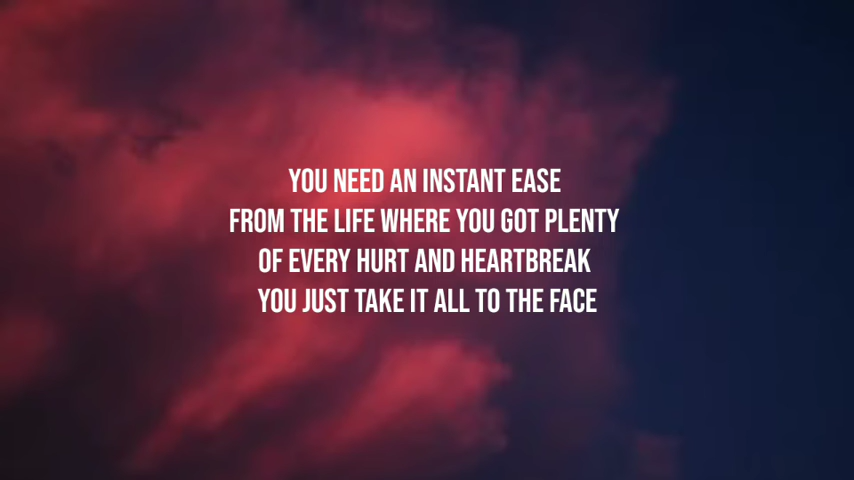 YOU NEED AN INSTANT EASE
FROM THE LIFE WHERE YOU GOT PLENTY
OF EVERY HURT AND HEARTBREAK
YOU JUST TAKE IT ALL TO THE FACE